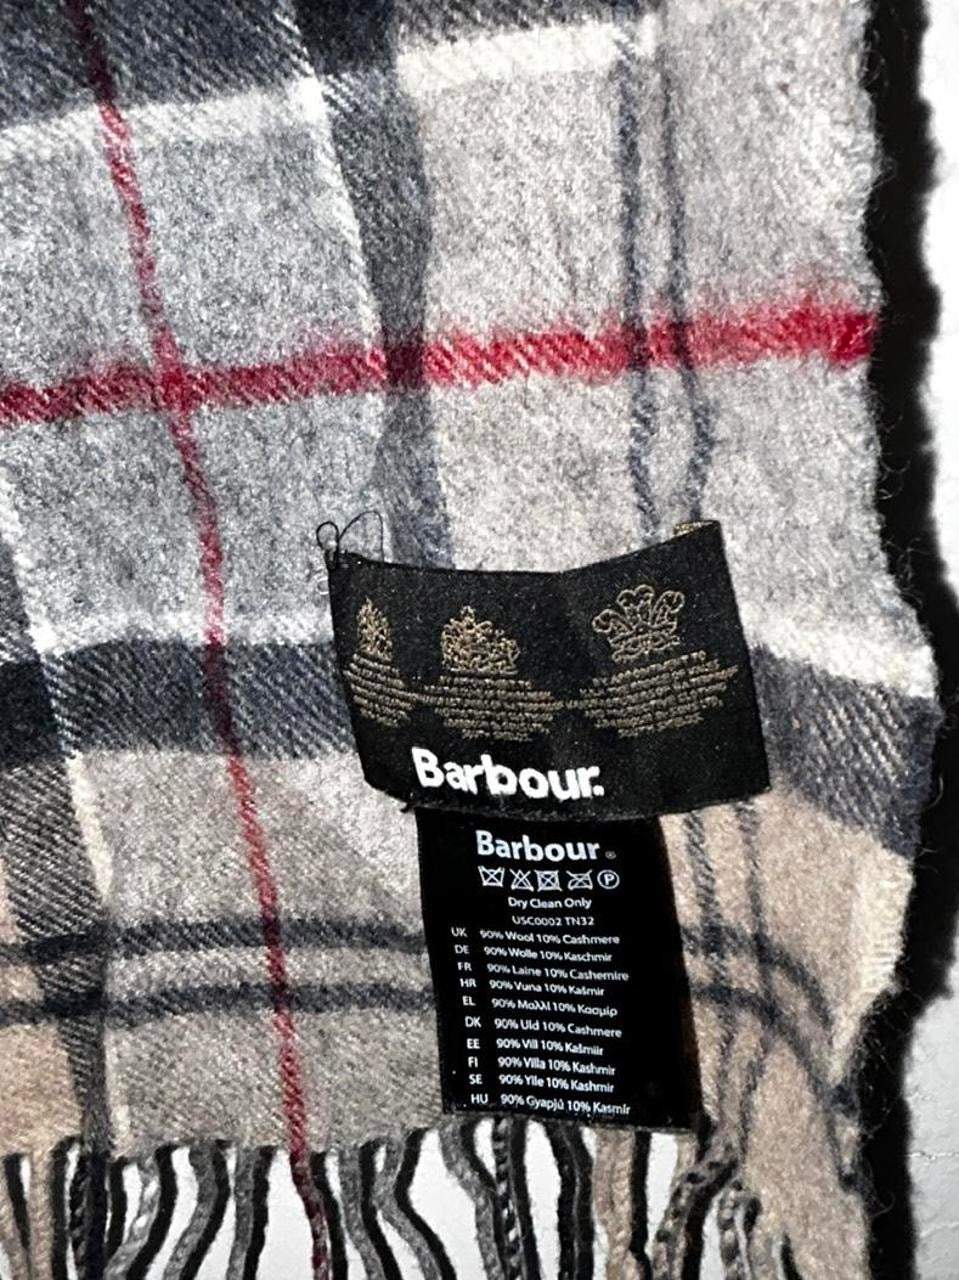 Barbour.
Barbour®
P
Dry Clean Only
USC0002 TN32
UK 90% Wool 10% Cashmere
DE 90% Wolle 10% Kaschmir
FR 90% Laine 10% Cashemire
HR 90% Vuna 10% Kašmir
EL 90% Μαλλί 10% Κασμίρ
DK 90% Uld 10% Cashmere
EE 90% Vill 10% Kašmiir
FI 90% Villa 10% Kashmir
SE 90% Ylle 10% Kashmir
HU 90% Gyapjú 10% Kasmír